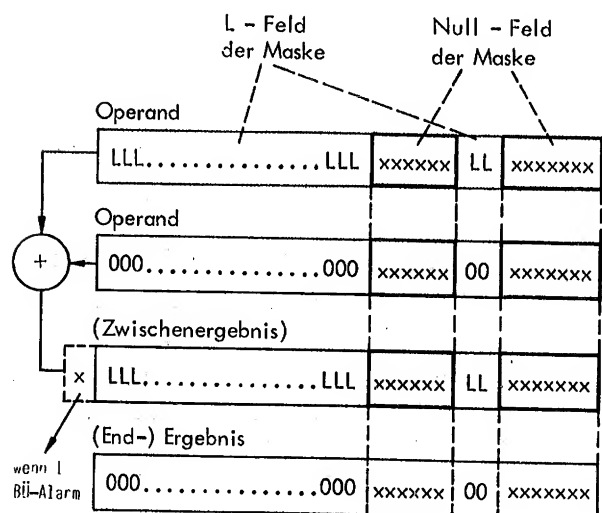 L - Feld
der Maske
Null - Feld
der Maske
Operand
LLL...............LLL xxxxxx LL xxxxxxx
Operand
000...............000 xxxxxx 00 xxxxxxx
+
(Zwischenergebnis)
x LLL...............LLL xxxxxx LL xxxxxxx
(End-) Ergebnis
wenn L
BÜ-Alarm
000...............000 xxxxxx 00 xxxxxxx